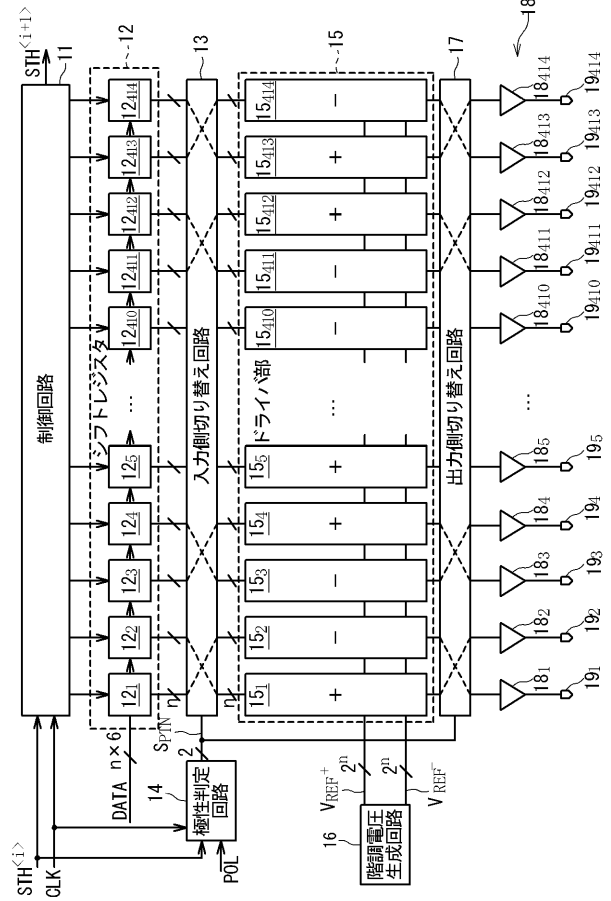 STH<i>
CLK
POL
DATA
n×6
STH<i+1>
11
制御回路
12
シフトレジスタ
12₁
12₂
12₃
12₄
12₅
…
12₄₁₀
12₄₁₁
12₄₁₂
12₄₁₃
12₄₁₄
14
極性判定
回路
S_PTN
2
n
13
入力側切り替え回路
n
15
ドライバ部
15₁ +
15₂ −
15₃ −
15₄ +
15₅ +
…
15₄₁₀ −
15₄₁₁ −
15₄₁₂ +
15₄₁₃ +
15₄₁₄ −
16
階調電圧
生成回路
V_REF⁺
2ⁿ
2ⁿ
V_REF⁻
17
出力側切り替え回路
18
18₁
18₂
18₃
18₄
18₅
…
18₄₁₀
18₄₁₁
18₄₁₂
18₄₁₃
18₄₁₄
19₁
19₂
19₃
19₄
19₅
19₄₁₀
19₄₁₁
19₄₁₂
19₄₁₃
19₄₁₄